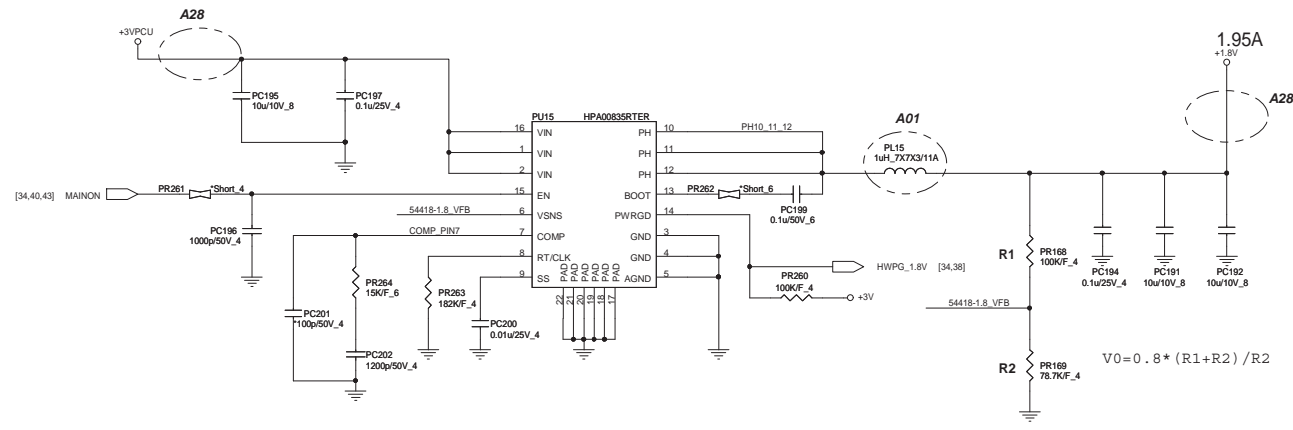 A28
+3VPCU
1.95A
+1.8V
A28
PC195
10u/10V_8
PC197
0.1u/25V_4
PU15
HPA00835RTER
A01
PL15
1uH_7X7X3/11A
16 VIN
1 VIN
2 VIN
15 EN
6 VSNS
7 COMP
8 RT/CLK
9 SS
PH 10
PH 11
PH 12
BOOT 13
PWRGD 14
GND 3
GND 4
AGND 5
PAD PAD PAD PAD PAD PAD
22 21 20 19 18 17
PH10_11_12
[34,40,43] MAINON
PR261
*Short_4
PC196
1000p/50V_4
54418-1.8_VFB
COMP_PIN7
PR262
*Short_6
PC199
0.1u/50V_6
PC201
*100p/50V_4
PR264
15K/F_6
PC202
1200p/50V_4
PR263
182K/F_4
PC200
0.01u/25V_4
HWPG_1.8V [34,38]
PR260
100K/F_4
+3V
R1
PR168
100K/F_4
PC194
0.1u/25V_4
PC191
10u/10V_8
PC192
10u/10V_8
54418-1.8_VFB
R2
PR169
78.7K/F_4
V0=0.8*(R1+R2)/R2